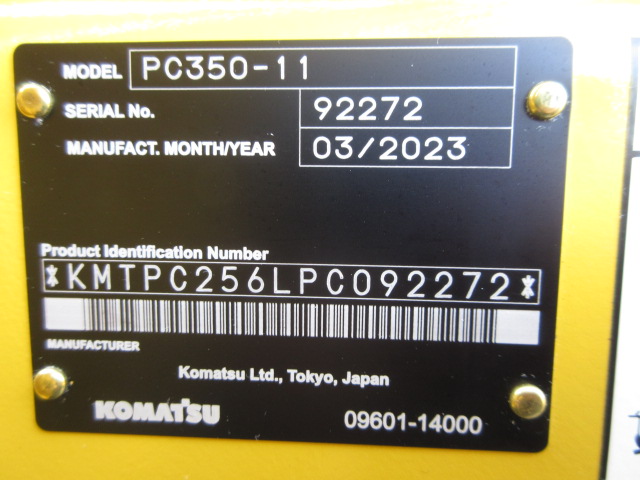 MODEL PC350-11
SERIAL No. 92272
MANUFACT. MONTH/YEAR 03/2023
Product Identification Number
*KMTPC256LPC092272*
MANUFACTURER
Komatsu Ltd., Tokyo, Japan
KOMATSU 09601-14000